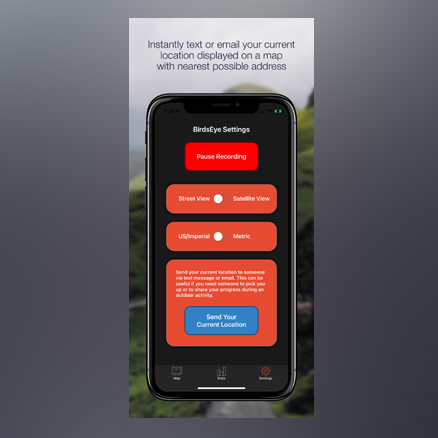 Instantly text or email your current
location displayed on a map
with nearest possible address
BirdsEye Settings
Pause Recording
Street View Satellite View
US/Imperial Metric
Send your current location to someone
via text message or email. This can be
useful if you need someone to pick you
up or to share your progress during an
outdoor activity.
Send Your
Current Location
Map Settings